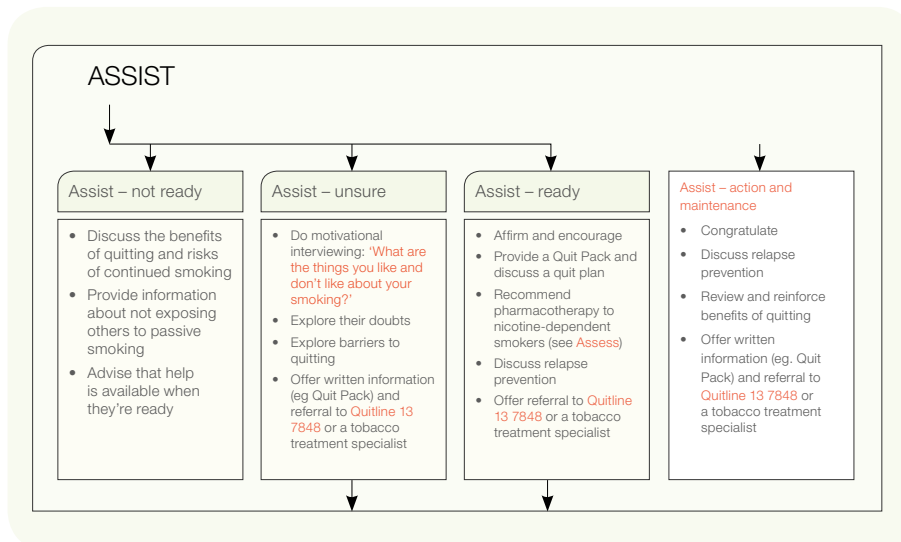 ASSIST
Assist – not ready
• Discuss the benefits
of quitting and risks
of continued smoking
• Provide information
about not exposing
others to passive
smoking
• Advise that help
is available when
they’re ready
Assist – unsure
• Do motivational
interviewing: ‘What are
the things you like and
don’t like about your
smoking?’
• Explore their doubts
• Explore barriers to
quitting
• Offer written information
(eg Quit Pack) and
referral to Quitline 13
7848 or a tobacco
treatment specialist
Assist – ready
• Affirm and encourage
• Provide a Quit Pack and
discuss a quit plan
• Recommend
pharmacotherapy to
nicotine-dependent
smokers (see Assess)
• Discuss relapse
prevention
• Offer referral to Quitline
13 7848 or a tobacco
treatment specialist
Assist – action and
maintenance
• Congratulate
• Discuss relapse
prevention
• Review and reinforce
benefits of quitting
• Offer written
information (eg. Quit
Pack) and referral to
Quitline 13 7848 or
a tobacco treatment
specialist